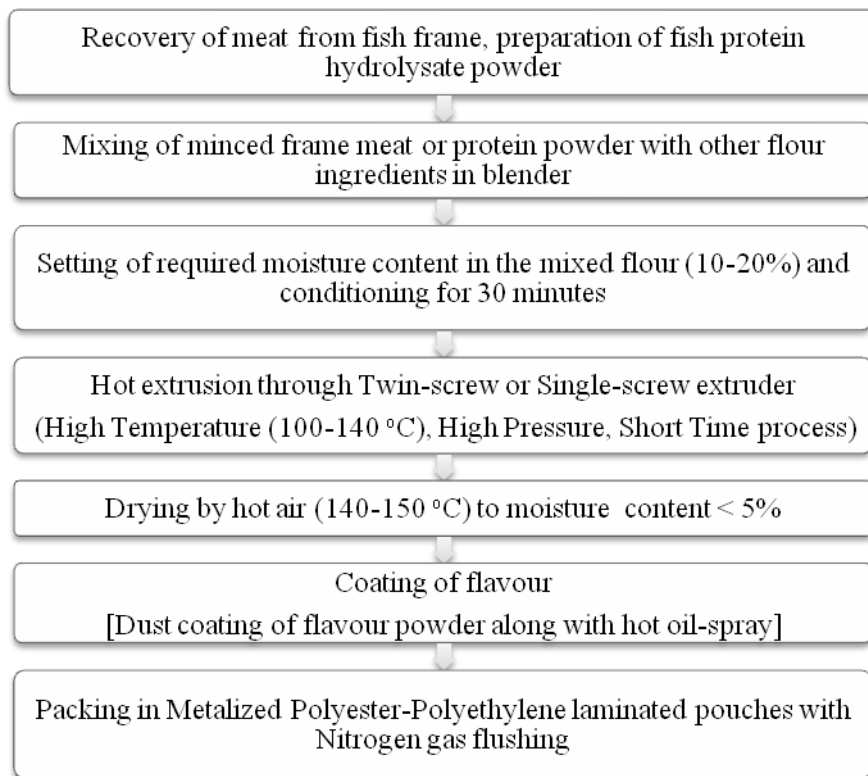 Recovery of meat from fish frame, preparation of fish protein
hydrolysate powder
Mixing of minced frame meat or protein powder with other flour
ingredients in blender
Setting of required moisture content in the mixed flour (10-20%) and
conditioning for 30 minutes
Hot extrusion through Twin-screw or Single-screw extruder
(High Temperature (100-140 °C), High Pressure, Short Time process)
Drying by hot air (140-150 °C) to moisture content < 5%
Coating of flavour
[Dust coating of flavour powder along with hot oil-spray]
Packing in Metalized Polyester-Polyethylene laminated pouches with
Nitrogen gas flushing